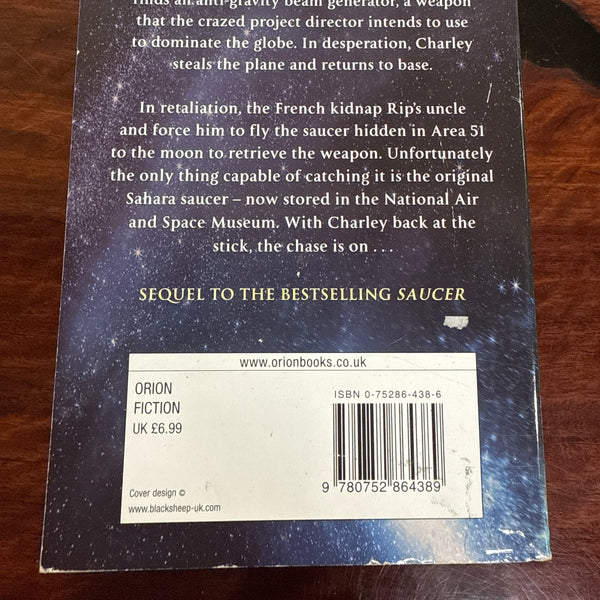 finds an anti-gravity beam generator, a weapon
that the crazed project director intends to use
to dominate the globe. In desperation, Charley
steals the plane and returns to base.
In retaliation, the French kidnap Rip's uncle
and force him to fly the saucer hidden in Area 51
to the moon to retrieve the weapon. Unfortunately
the only thing capable of catching it is the original
Sahara saucer – now stored in the National Air
and Space Museum. With Charley back at the
stick, the chase is on . . .
SEQUEL TO THE BESTSELLING SAUCER
www.orionbooks.co.uk
ORION
FICTION
UK £6.99
ISBN 0-75286-438-6
9 780752 864389
Cover design ©
www.blacksheep-uk.com